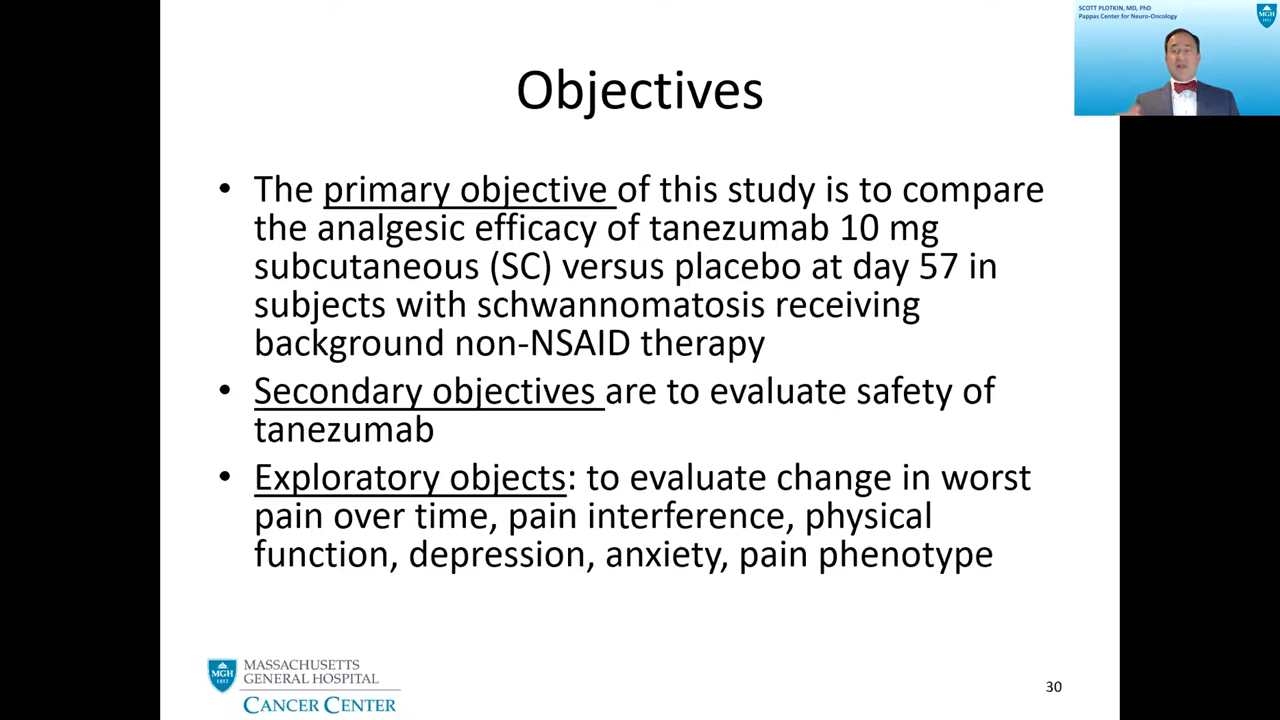 SCOTT PLOTKIN, MD, PhD
Pappas Center for Neuro-Oncology
MGH
1811
Objectives
• The primary objective of this study is to compare
the analgesic efficacy of tanezumab 10 mg
subcutaneous (SC) versus placebo at day 57 in
subjects with schwannomatosis receiving
background non-NSAID therapy
• Secondary objectives are to evaluate safety of
tanezumab
• Exploratory objects: to evaluate change in worst
pain over time, pain interference, physical
function, depression, anxiety, pain phenotype
MGH
1811
MASSACHUSETTS
GENERAL HOSPITAL
CANCER CENTER
30